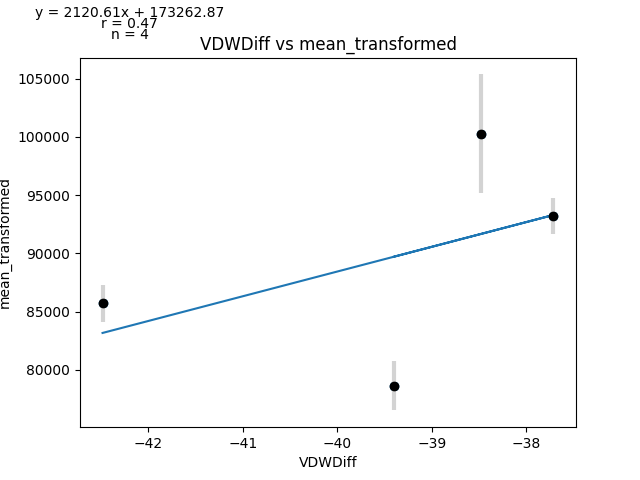 y = 2120.61x + 173262.87
r = 0.47
n = 4
VDWDiff vs mean_transformed
105000
100000
95000
90000
85000
80000
mean_transformed
−42
−41
−40
−39
−38
VDWDiff